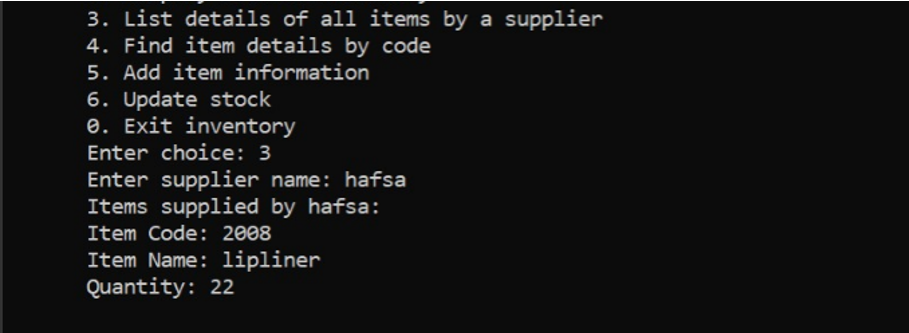 3. List details of all items by a supplier
4. Find item details by code
5. Add item information
6. Update stock
0. Exit inventory
Enter choice: 3
Enter supplier name: hafsa
Items supplied by hafsa:
Item Code: 2008
Item Name: lipliner
Quantity: 22